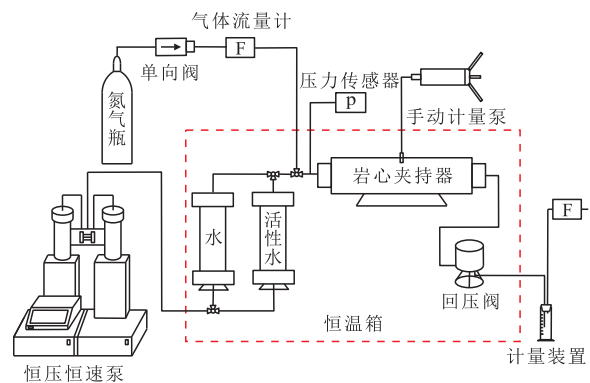 气体流量计
F
单向阀
氮气瓶
压力传感器
p
手动计量泵
岩心夹持器
水
活性水
F
回压阀
恒温箱
计量装置
恒压恒速泵